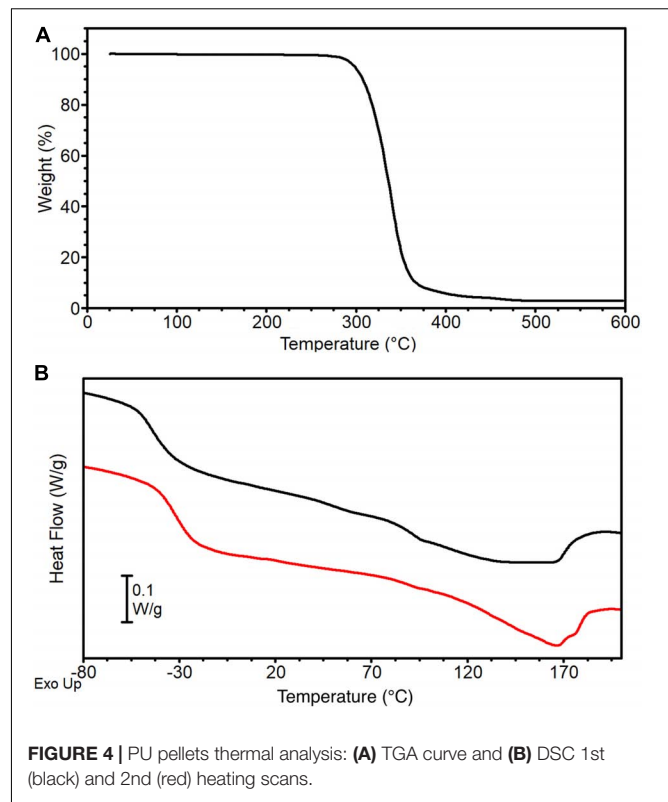 A
100
80
60
40
20
0
Weight (%)
0 100 200 300 400 500 600
Temperature (°C)
B
Heat Flow (W/g)
0.1
W/g
Exo Up
-80 -30 20 70 120 170
Temperature (°C)
FIGURE 4 | PU pellets thermal analysis: (A) TGA curve and (B) DSC 1st
(black) and 2nd (red) heating scans.